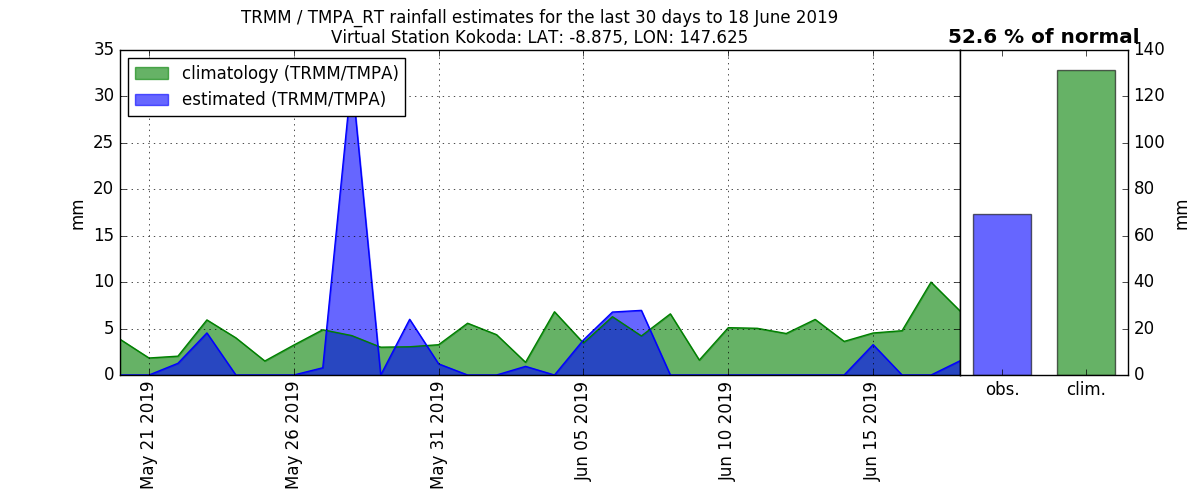 TRMM / TMPA_RT rainfall estimates for the last 30 days to 18 June 2019
Virtual Station Kokoda: LAT: -8.875, LON: 147.625
52.6 % of normal
climatology (TRMM/TMPA)
estimated (TRMM/TMPA)
35
30
25
20
15
10
5
0
mm
May 21 2019
May 26 2019
May 31 2019
Jun 05 2019
Jun 10 2019
Jun 15 2019
obs.
clim.
140
120
100
80
60
40
20
0
mm